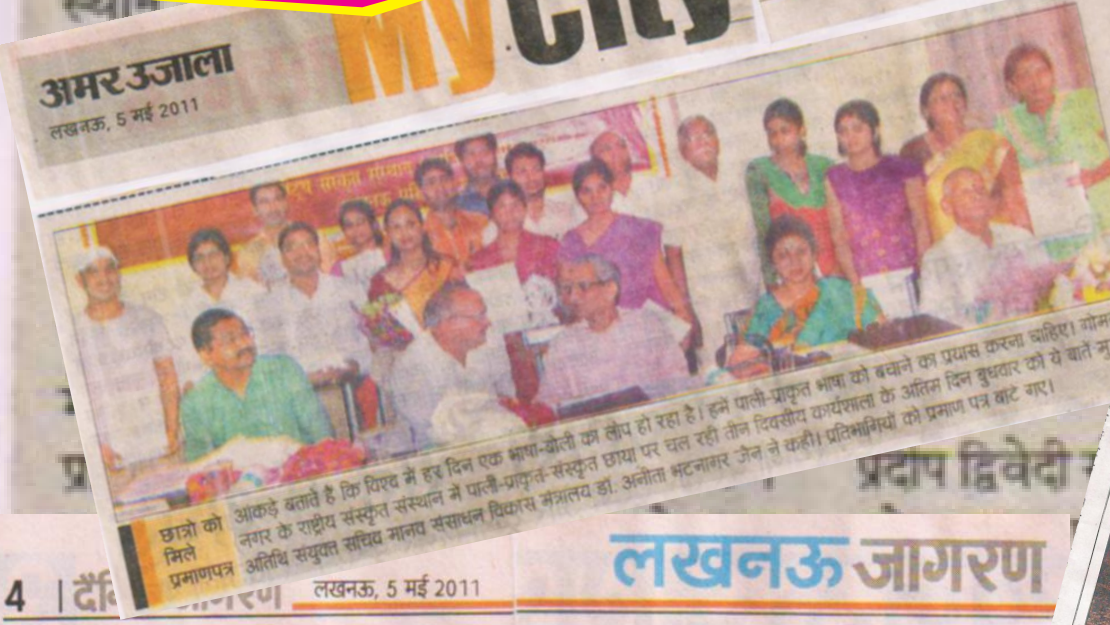 स्थान
My City
अमर उजाला
लखनऊ, 5 मई 2011
संस्कृत संस्थान
आंकड़े बताते हैं कि विश्व में हर दिन एक भाषा-बोली का लोप हो रहा है। हमें पाली-प्राकृत भाषा को बचाने का प्रयास करना चाहिए। गोम
नगर के राष्ट्रीय संस्कृत संस्थान में पाली-प्राकृत-संस्कृत छाया पर चल रही तीन दिवसीय कार्यशाला के अंतिम दिन बुधवार को ये बातें मु
अतिथि संयुक्त सचिव मानव संसाधन विकास मंत्रालय डॉ. अनीता भटनागर जैन ने कही। प्रतिभागियों को प्रमाण पत्र बांटे गए।
छात्रों को
मिले
प्रमाणपत्र
प्र
प्रदीप द्विवेदी
लखनऊ जागरण
4 | दै जागरण लखनऊ, 5 मई 2011